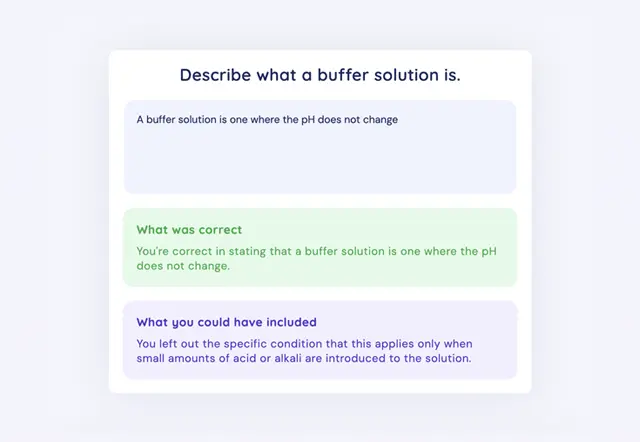 Describe what a buffer solution is.
A buffer solution is one where the pH does not change
What was correct
You're correct in stating that a buffer solution is one where the pH
does not change.
What you could have included
You left out the specific condition that this applies only when
small amounts of acid or alkali are introduced to the solution.